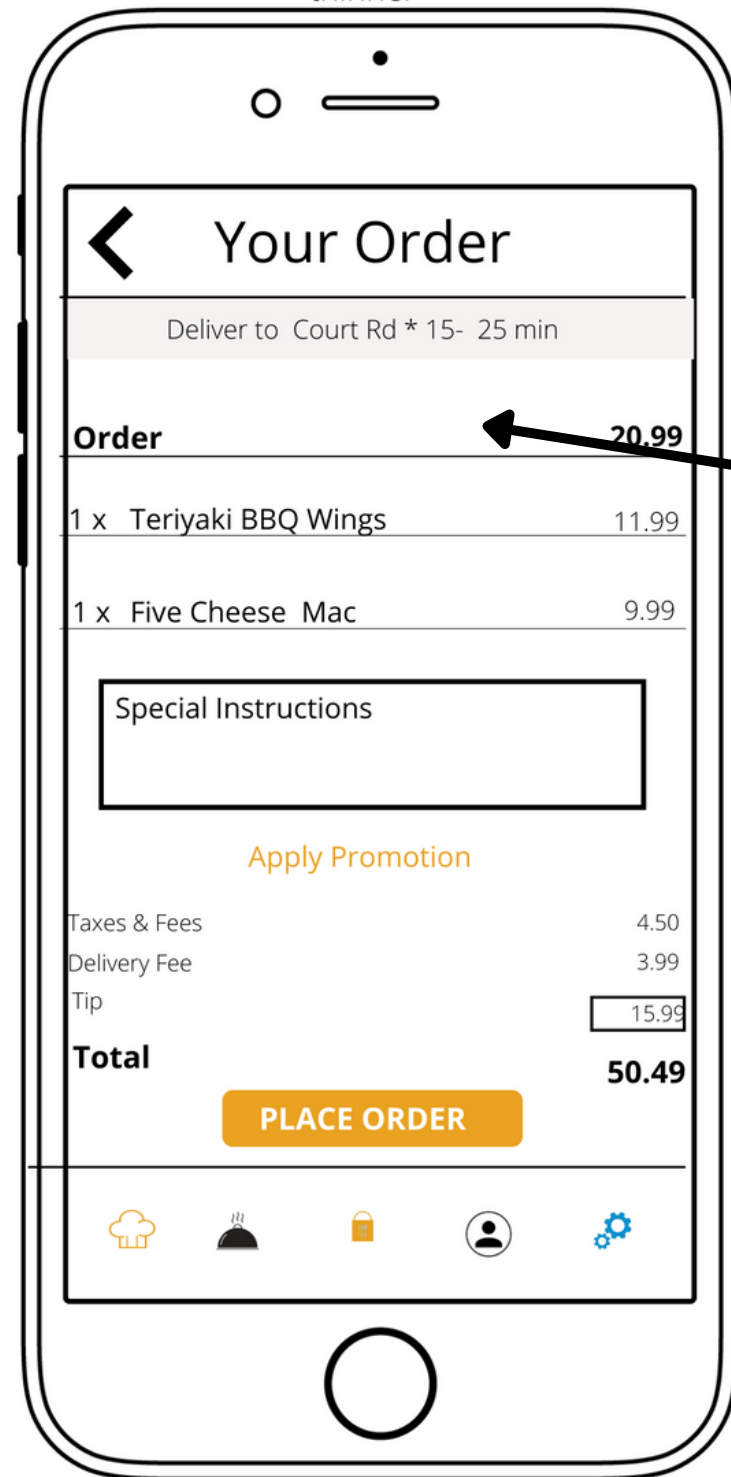 Your Order
Deliver to Court Rd * 15- 25 min
Order 20.99
1 x Teriyaki BBQ Wings 11.99
1 x Five Cheese Mac 9.99
Special Instructions
Apply Promotion
Taxes & Fees 4.50
Delivery Fee 3.99
Tip 15.99
Total 50.49
PLACE ORDER